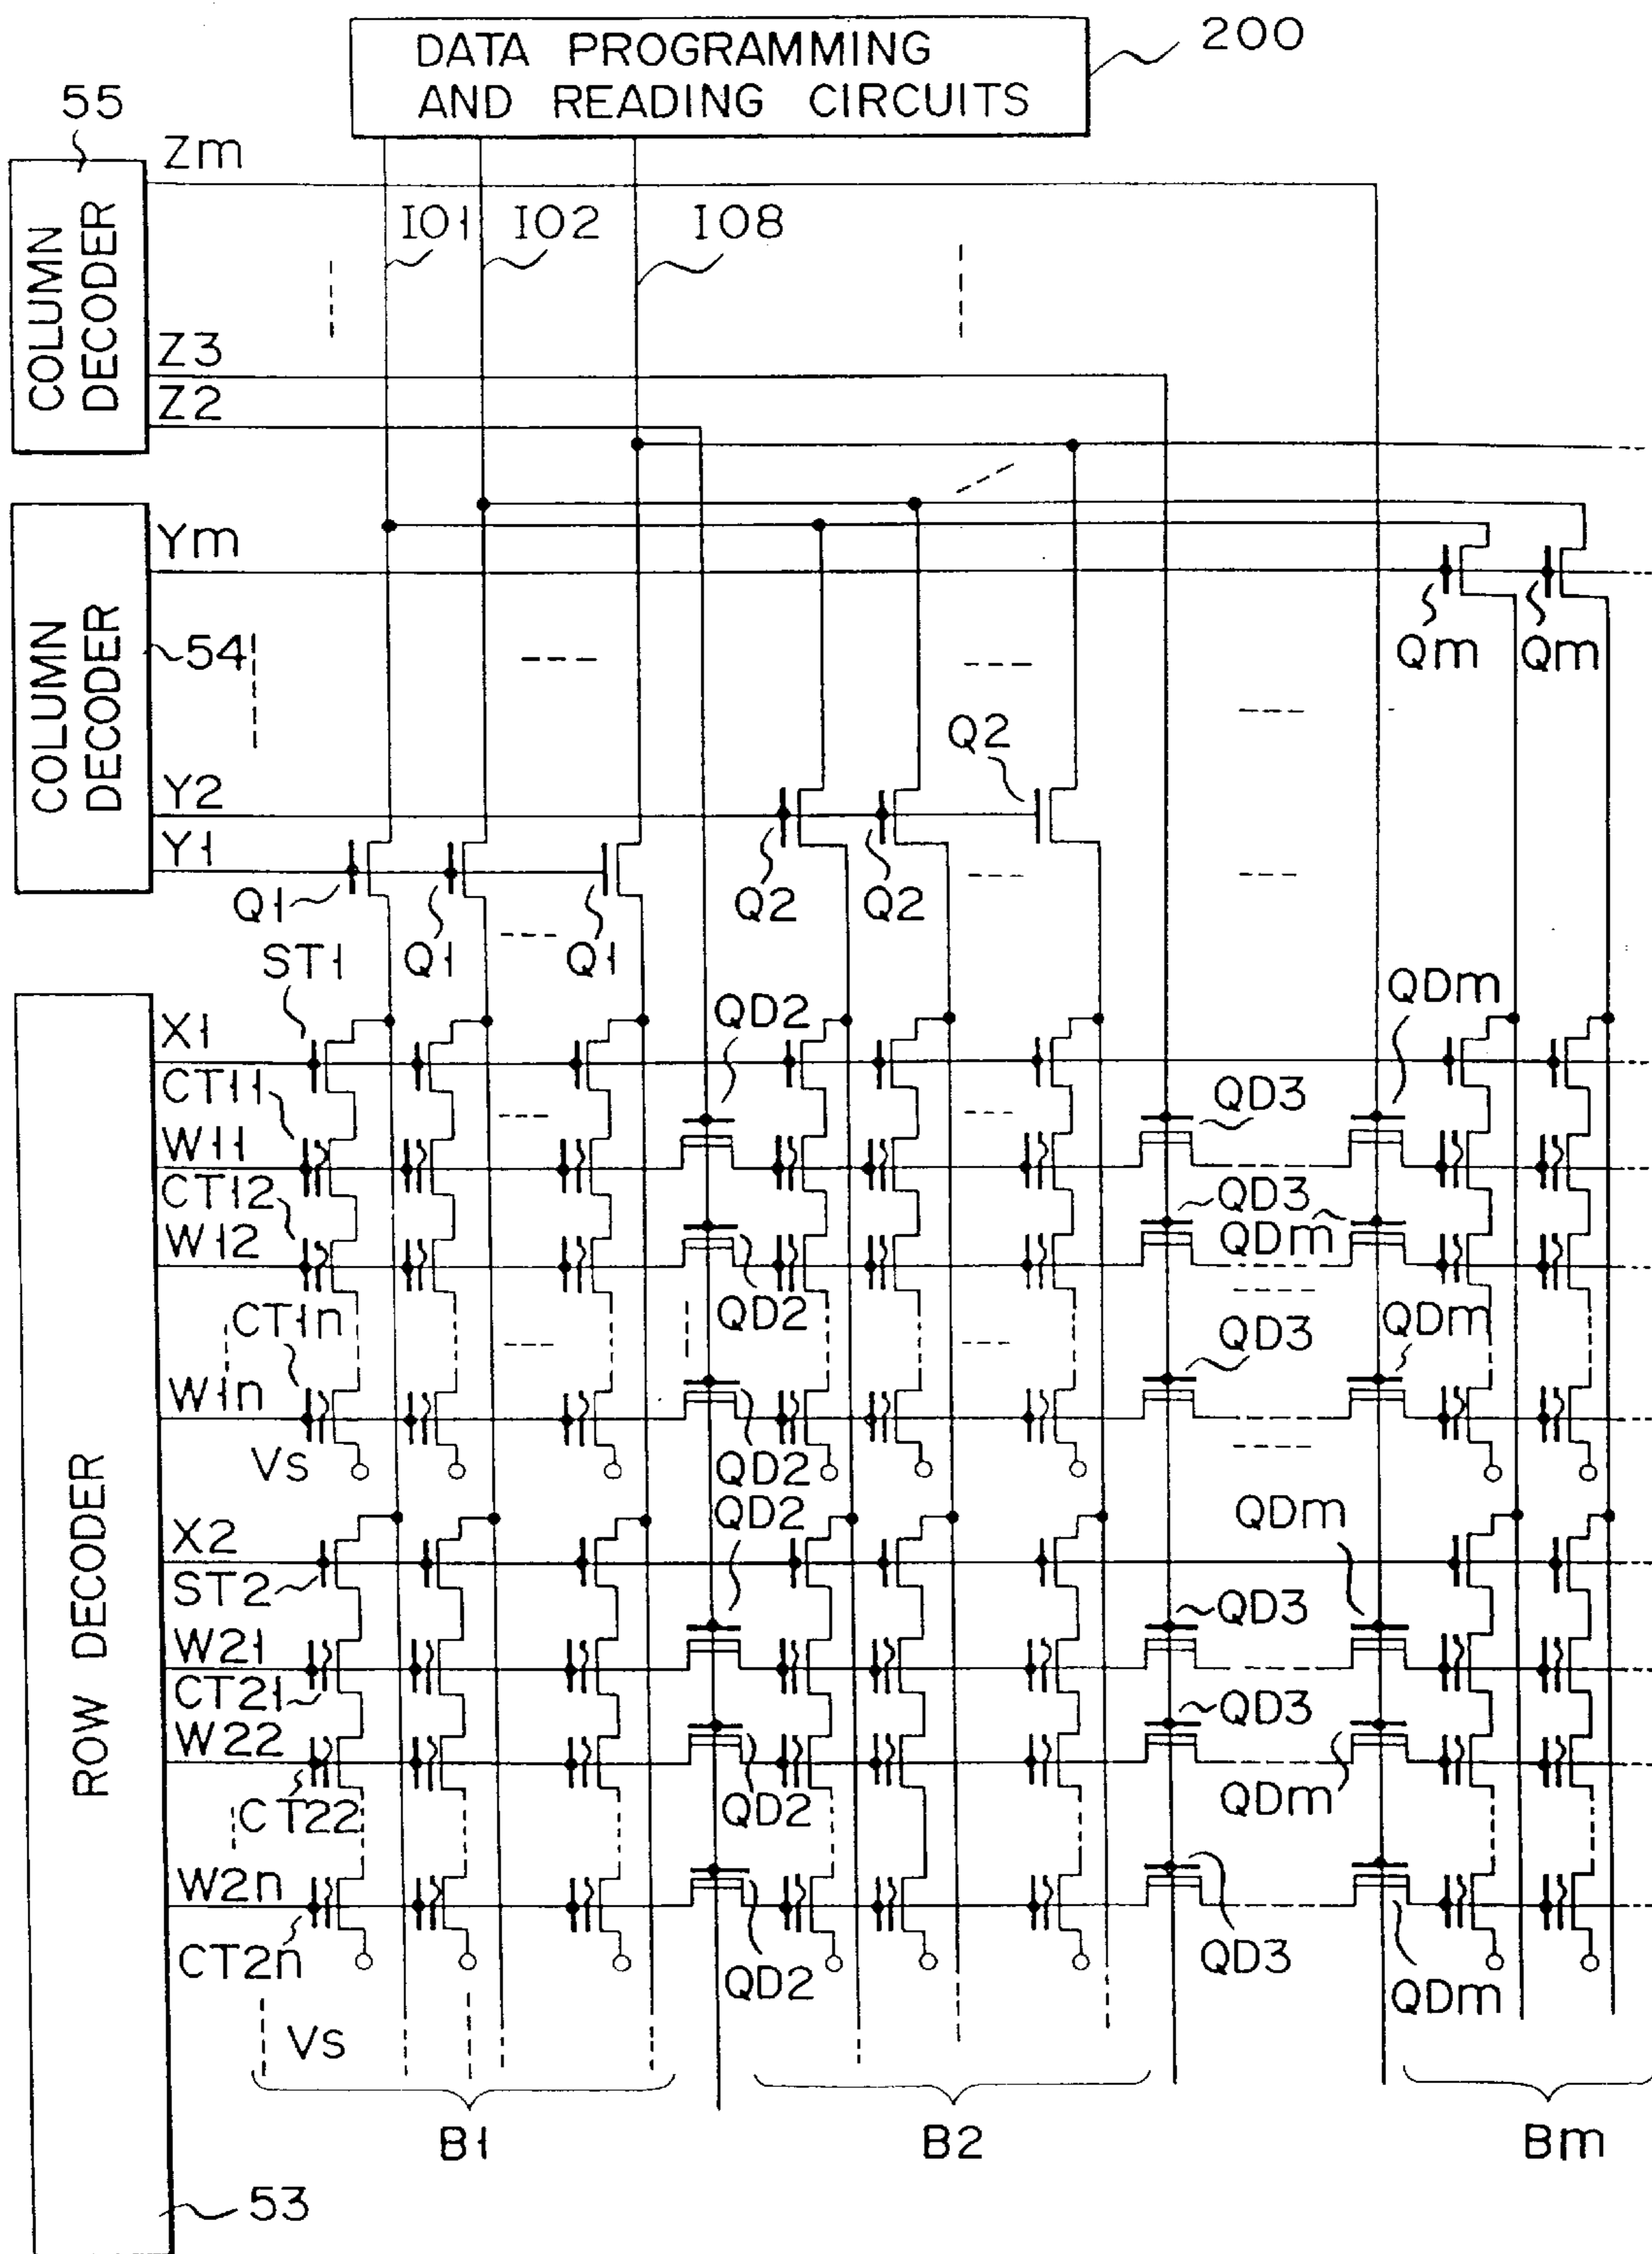 DATA PROGRAMMING
AND READING CIRCUITS
200
55
Zm
IO1
IO2
IO8
COLUMN
DECODER
Z3
Z2
Ym
COLUMN
DECODER
54
Qm
Qm
Q2
Y2
Y1
Q1
Q1
Q1
Q2
Q2
ST1
X1
QD2
QDm
CT11
W11
QD3
CT12
W12
QD3
QDm
QD2
CT1n
QD3
QDm
W1n
Vs
QD2
QD2
QDm
X2
ST2
QD3
W21
CT21
QD3
W22
CT22
QD2
QDm
W2n
CT2n
QD2
QD3
QDm
Vs
ROW DECODER
B1
B2
Bm
53